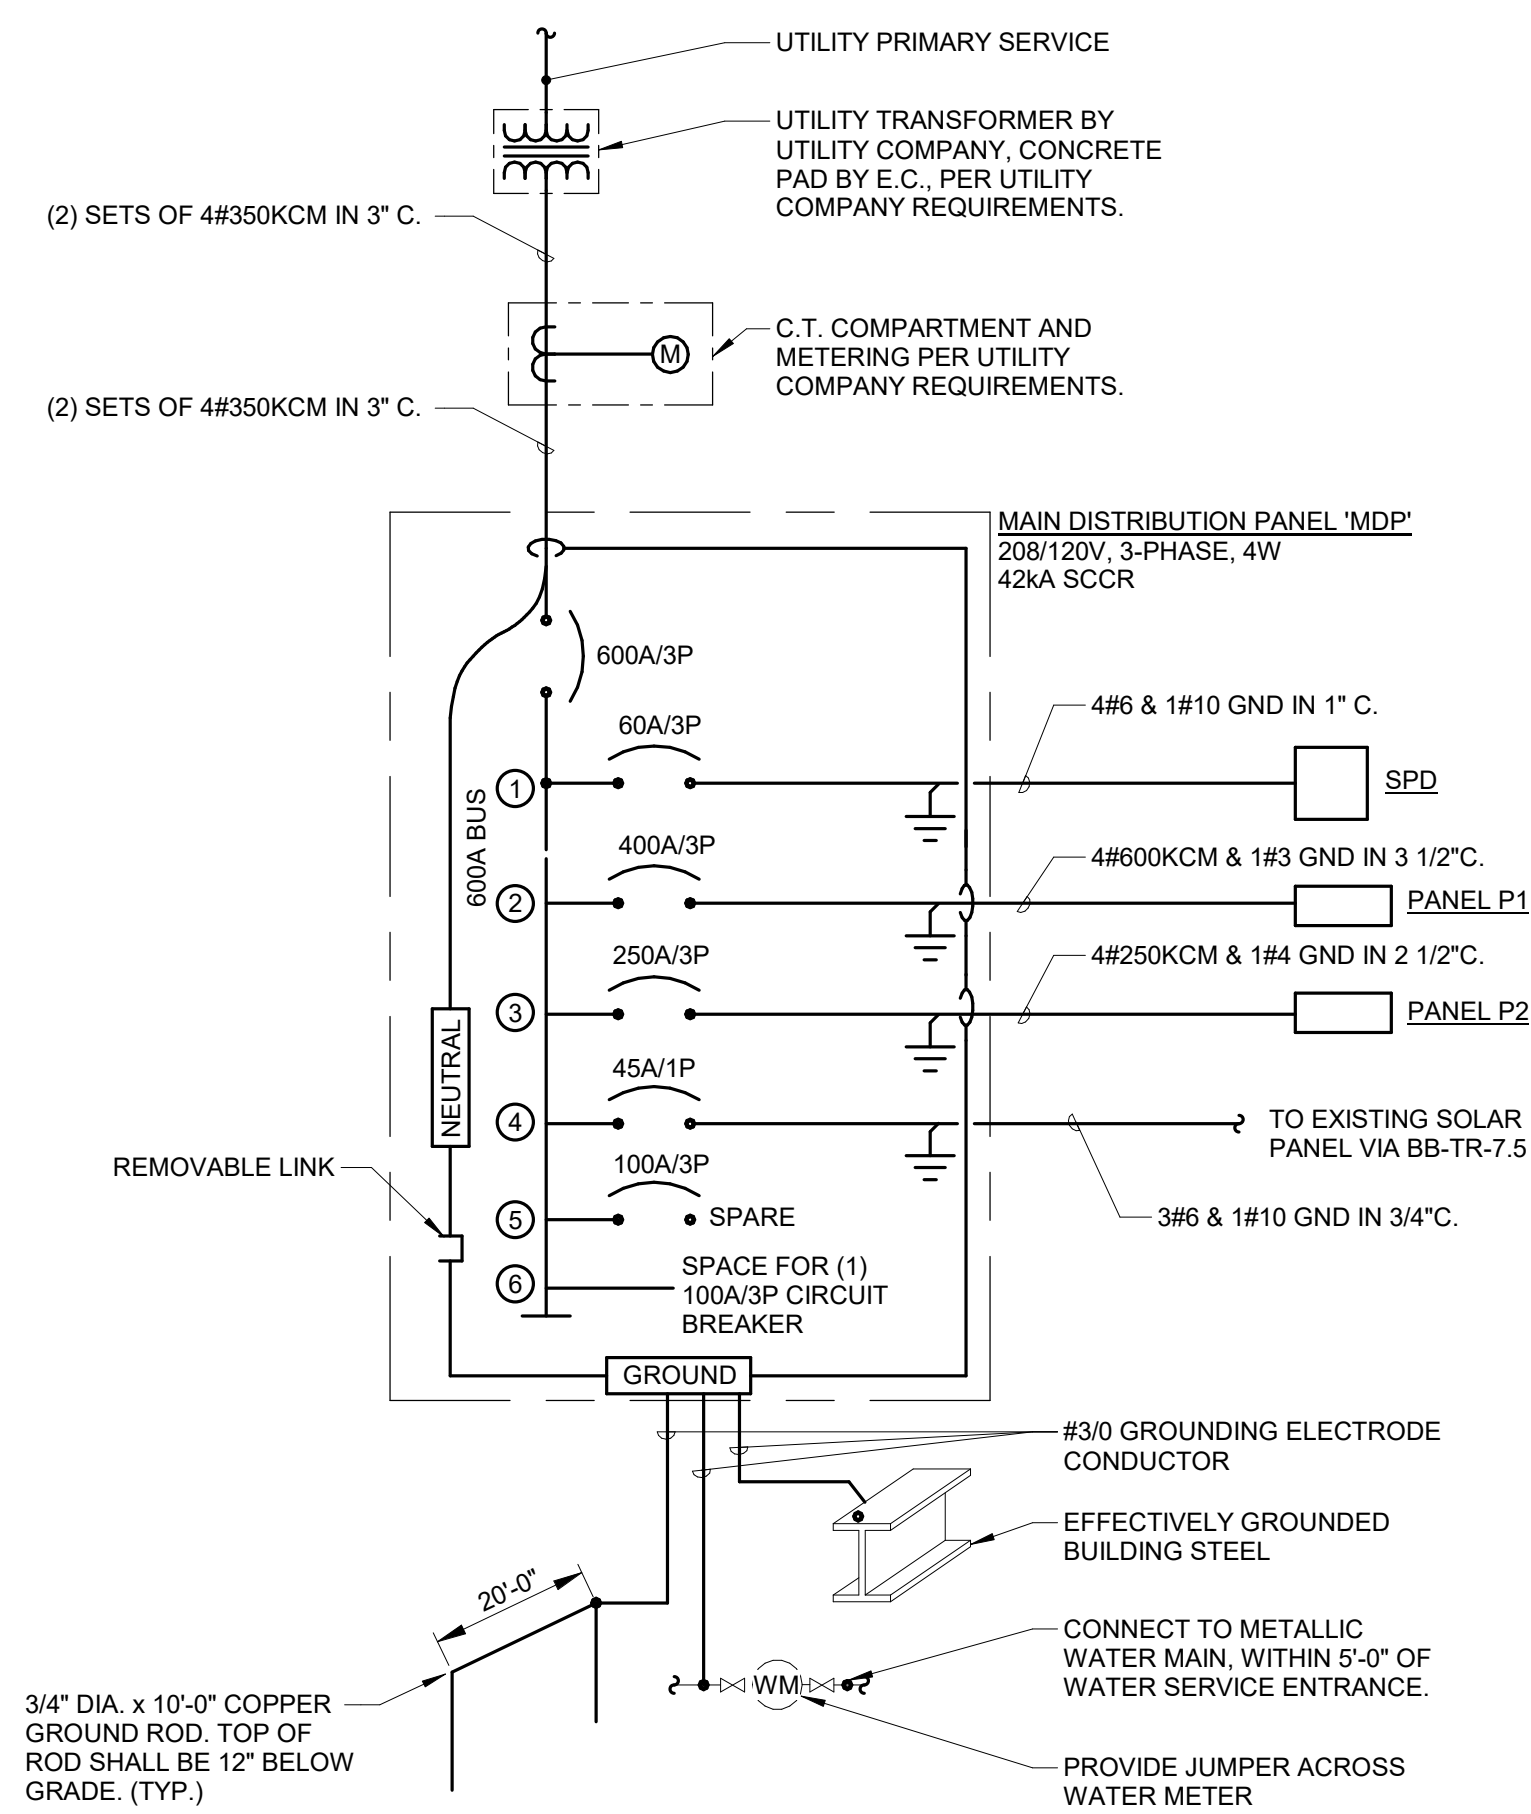 UTILITY PRIMARY SERVICE
UTILITY TRANSFORMER BY
UTILITY COMPANY, CONCRETE
PAD BY E.C., PER UTILITY
COMPANY REQUIREMENTS.
(2) SETS OF 4#350KCM IN 3" C.
C.T. COMPARTMENT AND
METERING PER UTILITY
COMPANY REQUIREMENTS.
M
(2) SETS OF 4#350KCM IN 3" C.
MAIN DISTRIBUTION PANEL 'MDP'
208/120V, 3-PHASE, 4W
42kA SCCR
600A/3P
600A BUS
1
60A/3P
4#6 & 1#10 GND IN 1" C.
SPD
2
400A/3P
4#600KCM & 1#3 GND IN 3 1/2"C.
PANEL P1
3
250A/3P
4#250KCM & 1#4 GND IN 2 1/2"C.
PANEL P2
NEUTRAL
4
45A/1P
TO EXISTING SOLAR
PANEL VIA BB-TR-7.5
3#6 & 1#10 GND IN 3/4"C.
REMOVABLE LINK
5
100A/3P
SPARE
6
SPACE FOR (1)
100A/3P CIRCUIT
BREAKER
GROUND
#3/0 GROUNDING ELECTRODE
CONDUCTOR
EFFECTIVELY GROUNDED
BUILDING STEEL
20'-0"
CONNECT TO METALLIC
WATER MAIN, WITHIN 5'-0" OF
WATER SERVICE ENTRANCE.
WM
3/4" DIA. x 10'-0" COPPER
GROUND ROD. TOP OF
ROD SHALL BE 12" BELOW
GRADE. (TYP.)
PROVIDE JUMPER ACROSS
WATER METER